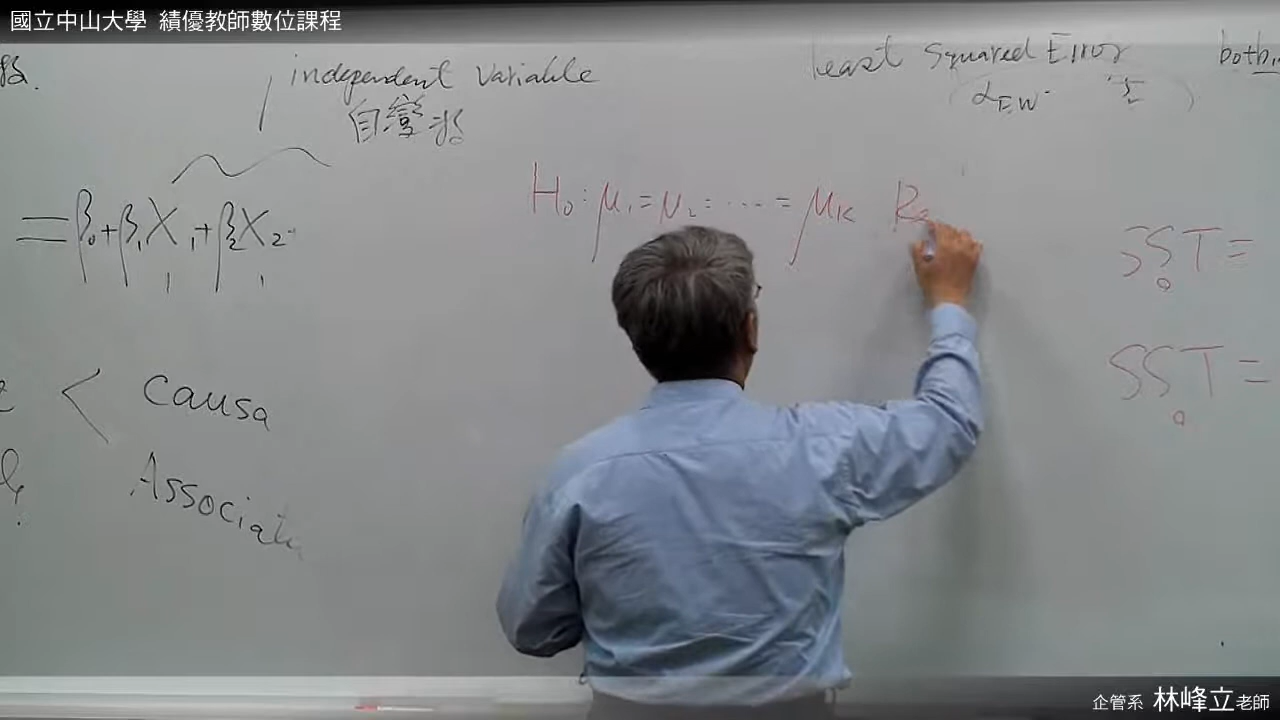 國立中山大學 績優教師數位課程
independent Variable
自變
least Squared Error
αEW
both
= β0 + β1X1 + β2X2
H0: μ1 = μ2 = ···· = μK
SST =
a
SST =
a
< Causa
Associat
企管系 林峰立老師